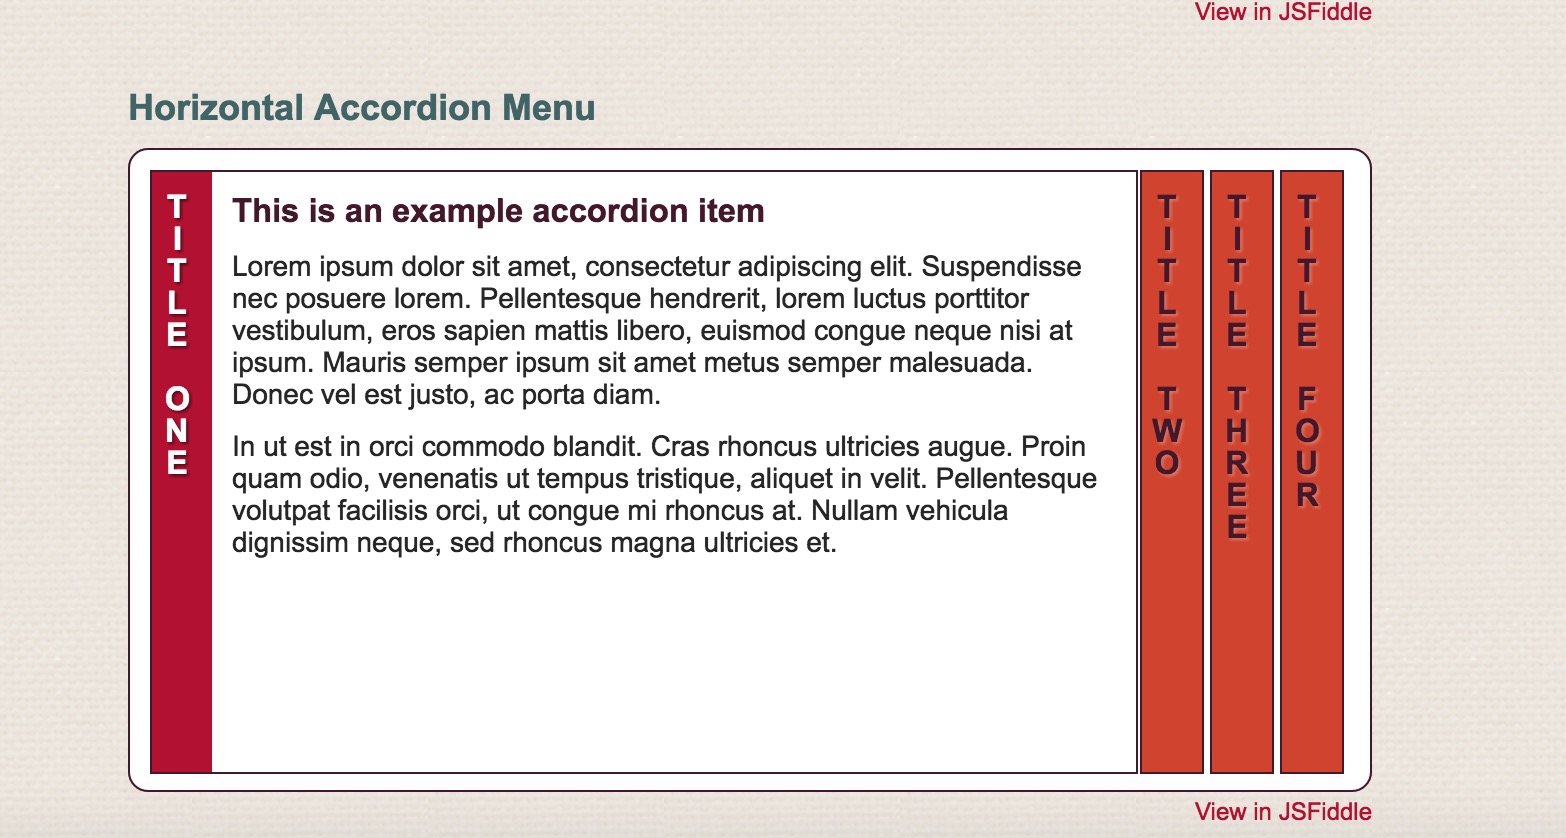 View in JSFiddle
Horizontal Accordion Menu
TITLE ONE
This is an example accordion item
Lorem ipsum dolor sit amet, consectetur adipiscing elit. Suspendisse
nec posuere lorem. Pellentesque hendrerit, lorem luctus porttitor
vestibulum, eros sapien mattis libero, euismod congue neque nisi at
ipsum. Mauris semper ipsum sit amet metus semper malesuada.
Donec vel est justo, ac porta diam.
In ut est in orci commodo blandit. Cras rhoncus ultricies augue. Proin
quam odio, venenatis ut tempus tristique, aliquet in velit. Pellentesque
volutpat facilisis orci, ut congue mi rhoncus at. Nullam vehicula
dignissim neque, sed rhoncus magna ultricies et.
TITLE TWO
TITLE THREE
TITLE FOUR
View in JSFiddle